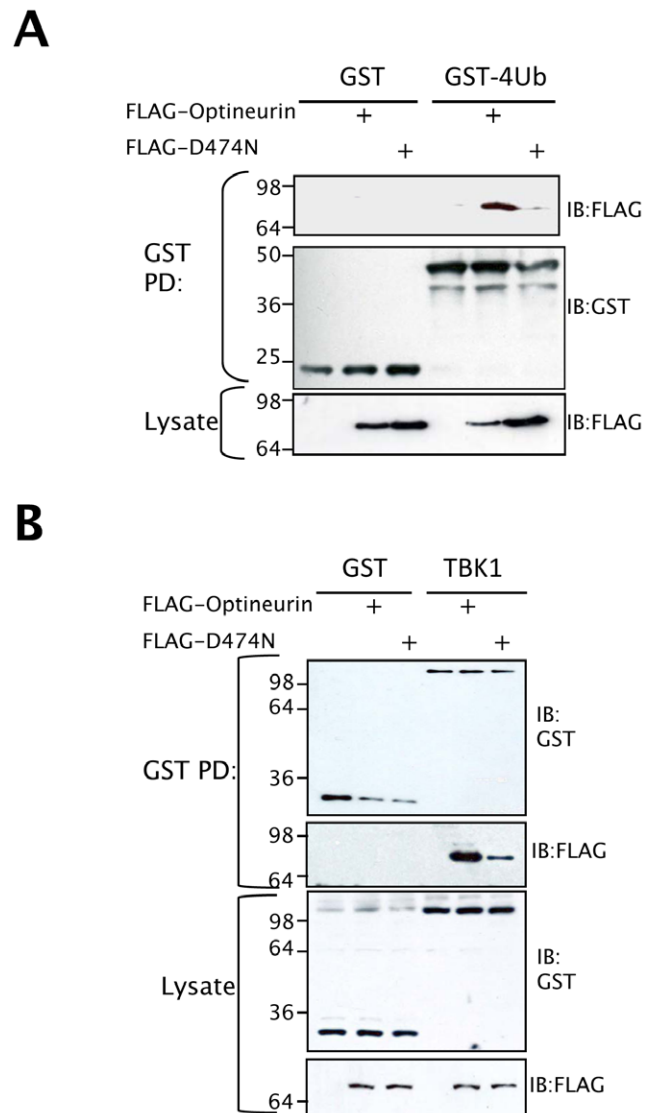 A
GST GST-4Ub
FLAG-Optineurin + +
FLAG-D474N + +
98
64
IB:FLAG
GST
PD:
50
36
25
IB:GST
Lysate
98
64
IB:FLAG
B
GST TBK1
FLAG-Optineurin + +
FLAG-D474N + +
GST PD:
98
64
36
IB:
GST
98
64
IB:FLAG
Lysate
98
64
36
IB:
GST
64
IB:FLAG